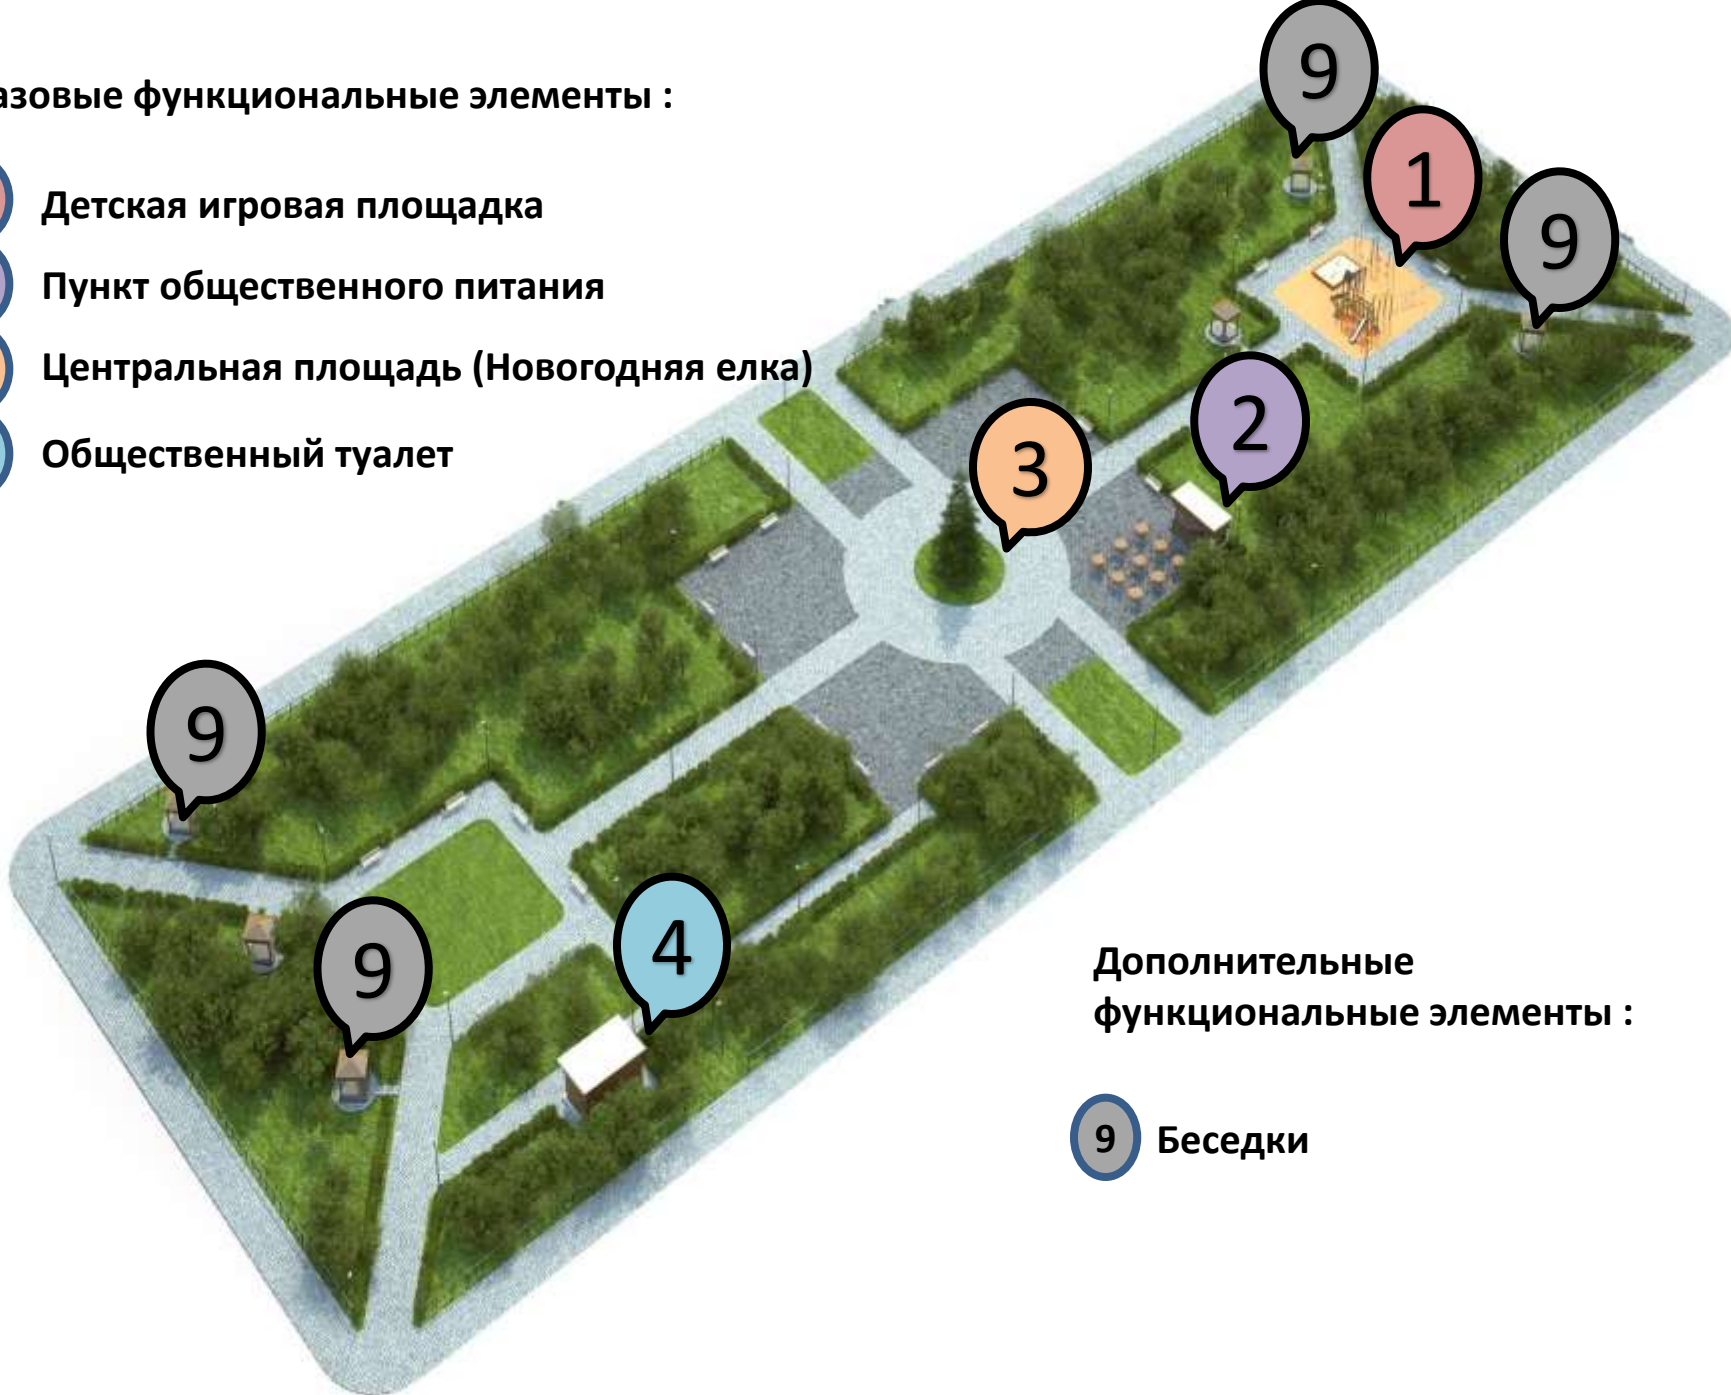 азовые функциональные элементы :
Детская игровая площадка
Пункт общественного питания
Центральная площадь (Новогодняя елка)
Общественный туалет
9
1
9
2
3
9
4
9
Дополнительные
функциональные элементы :
9 Беседки